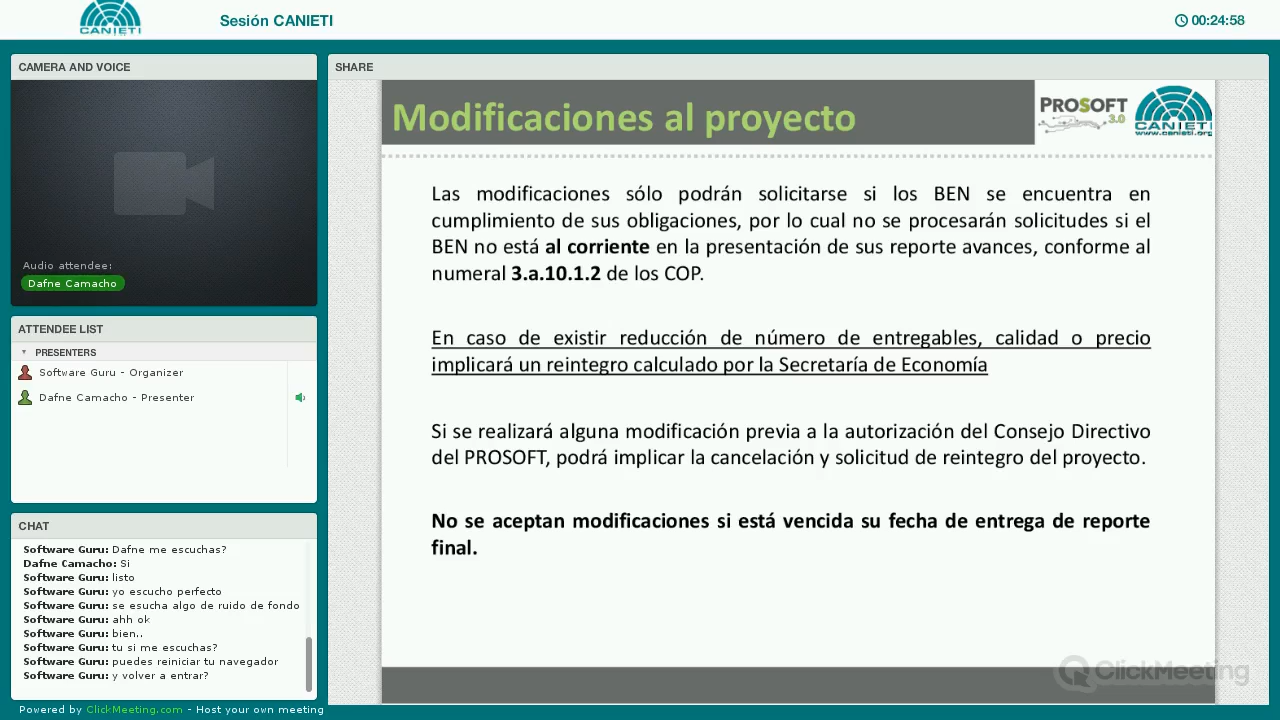 CANIETI
Sesión CANIETI
00:24:58
CAMERA AND VOICE
Audio attendee:
Dafne Camacho
ATTENDEE LIST
PRESENTERS
Software Guru - Organizer
Dafne Camacho - Presenter
CHAT
Software Guru: Dafne me escuchas?
Dafne Camacho: Si
Software Guru: listo
Software Guru: yo escucho perfecto
Software Guru: se esucha algo de ruido de fondo
Software Guru: ahh ok
Software Guru: bien..
Software Guru: tu si me escuchas?
Software Guru: puedes reiniciar tu navegador
Software Guru: y volver a entrar?
Powered by ClickMeeting.com - Host your own meeting
SHARE
Modificaciones al proyecto
PROSOFT
3.0
CANIETI
www.canieti.org
Las modificaciones sólo podrán solicitarse si los BEN se encuentra en
cumplimiento de sus obligaciones, por lo cual no se procesarán solicitudes si el
BEN no está al corriente en la presentación de sus reporte avances, conforme al
numeral 3.a.10.1.2 de los COP.
En caso de existir reducción de número de entregables, calidad o precio
implicará un reintegro calculado por la Secretaría de Economía
Si se realizará alguna modificación previa a la autorización del Consejo Directivo
del PROSOFT, podrá implicar la cancelación y solicitud de reintegro del proyecto.
No se aceptan modificaciones si está vencida su fecha de entrega de reporte
final.
ClickMeeting